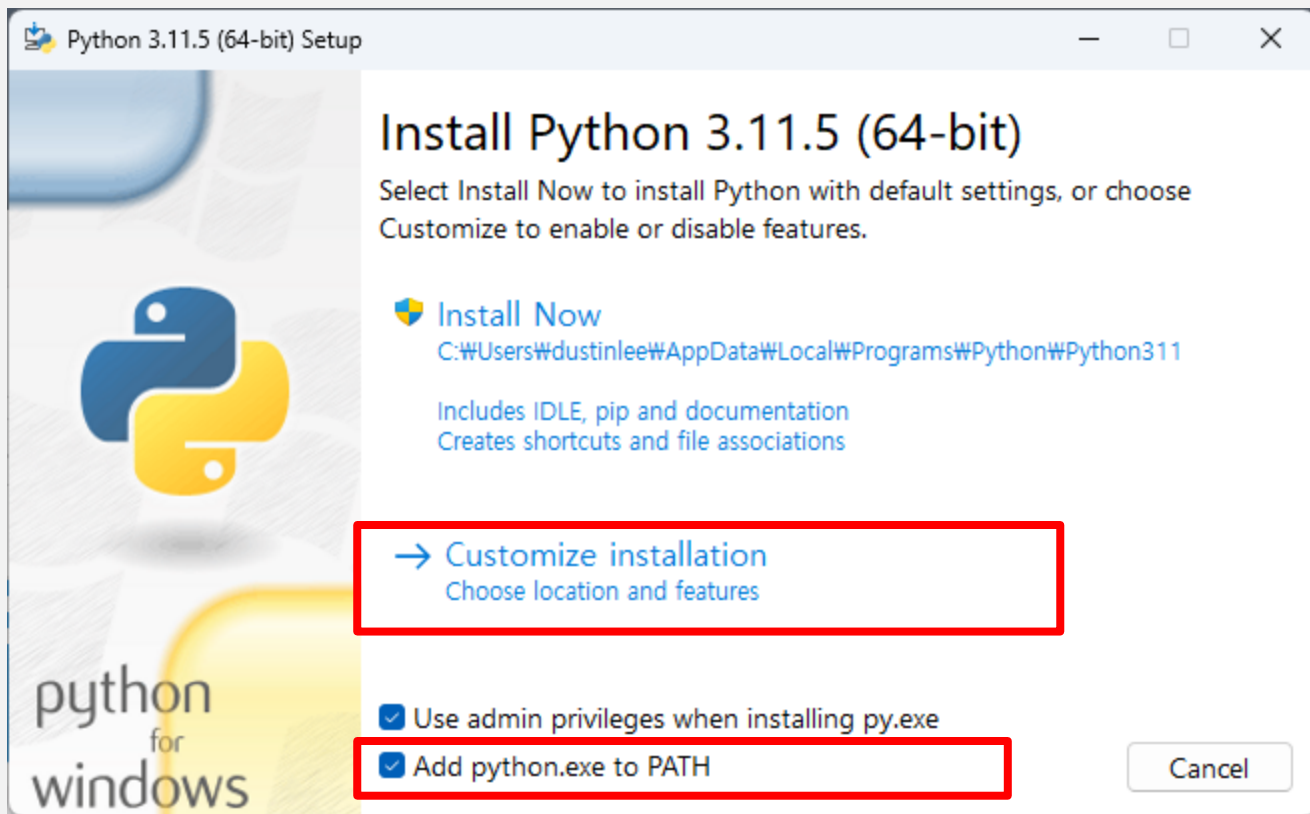 Python 3.11.5 (64-bit) Setup
Install Python 3.11.5 (64-bit)
Select Install Now to install Python with default settings, or choose
Customize to enable or disable features.
Install Now
C:₩Users₩dustinlee₩AppData₩Local₩Programs₩Python₩Python311
Includes IDLE, pip and documentation
Creates shortcuts and file associations
→ Customize installation
Choose location and features
Use admin privileges when installing py.exe
Add python.exe to PATH
Cancel
python
for
windows